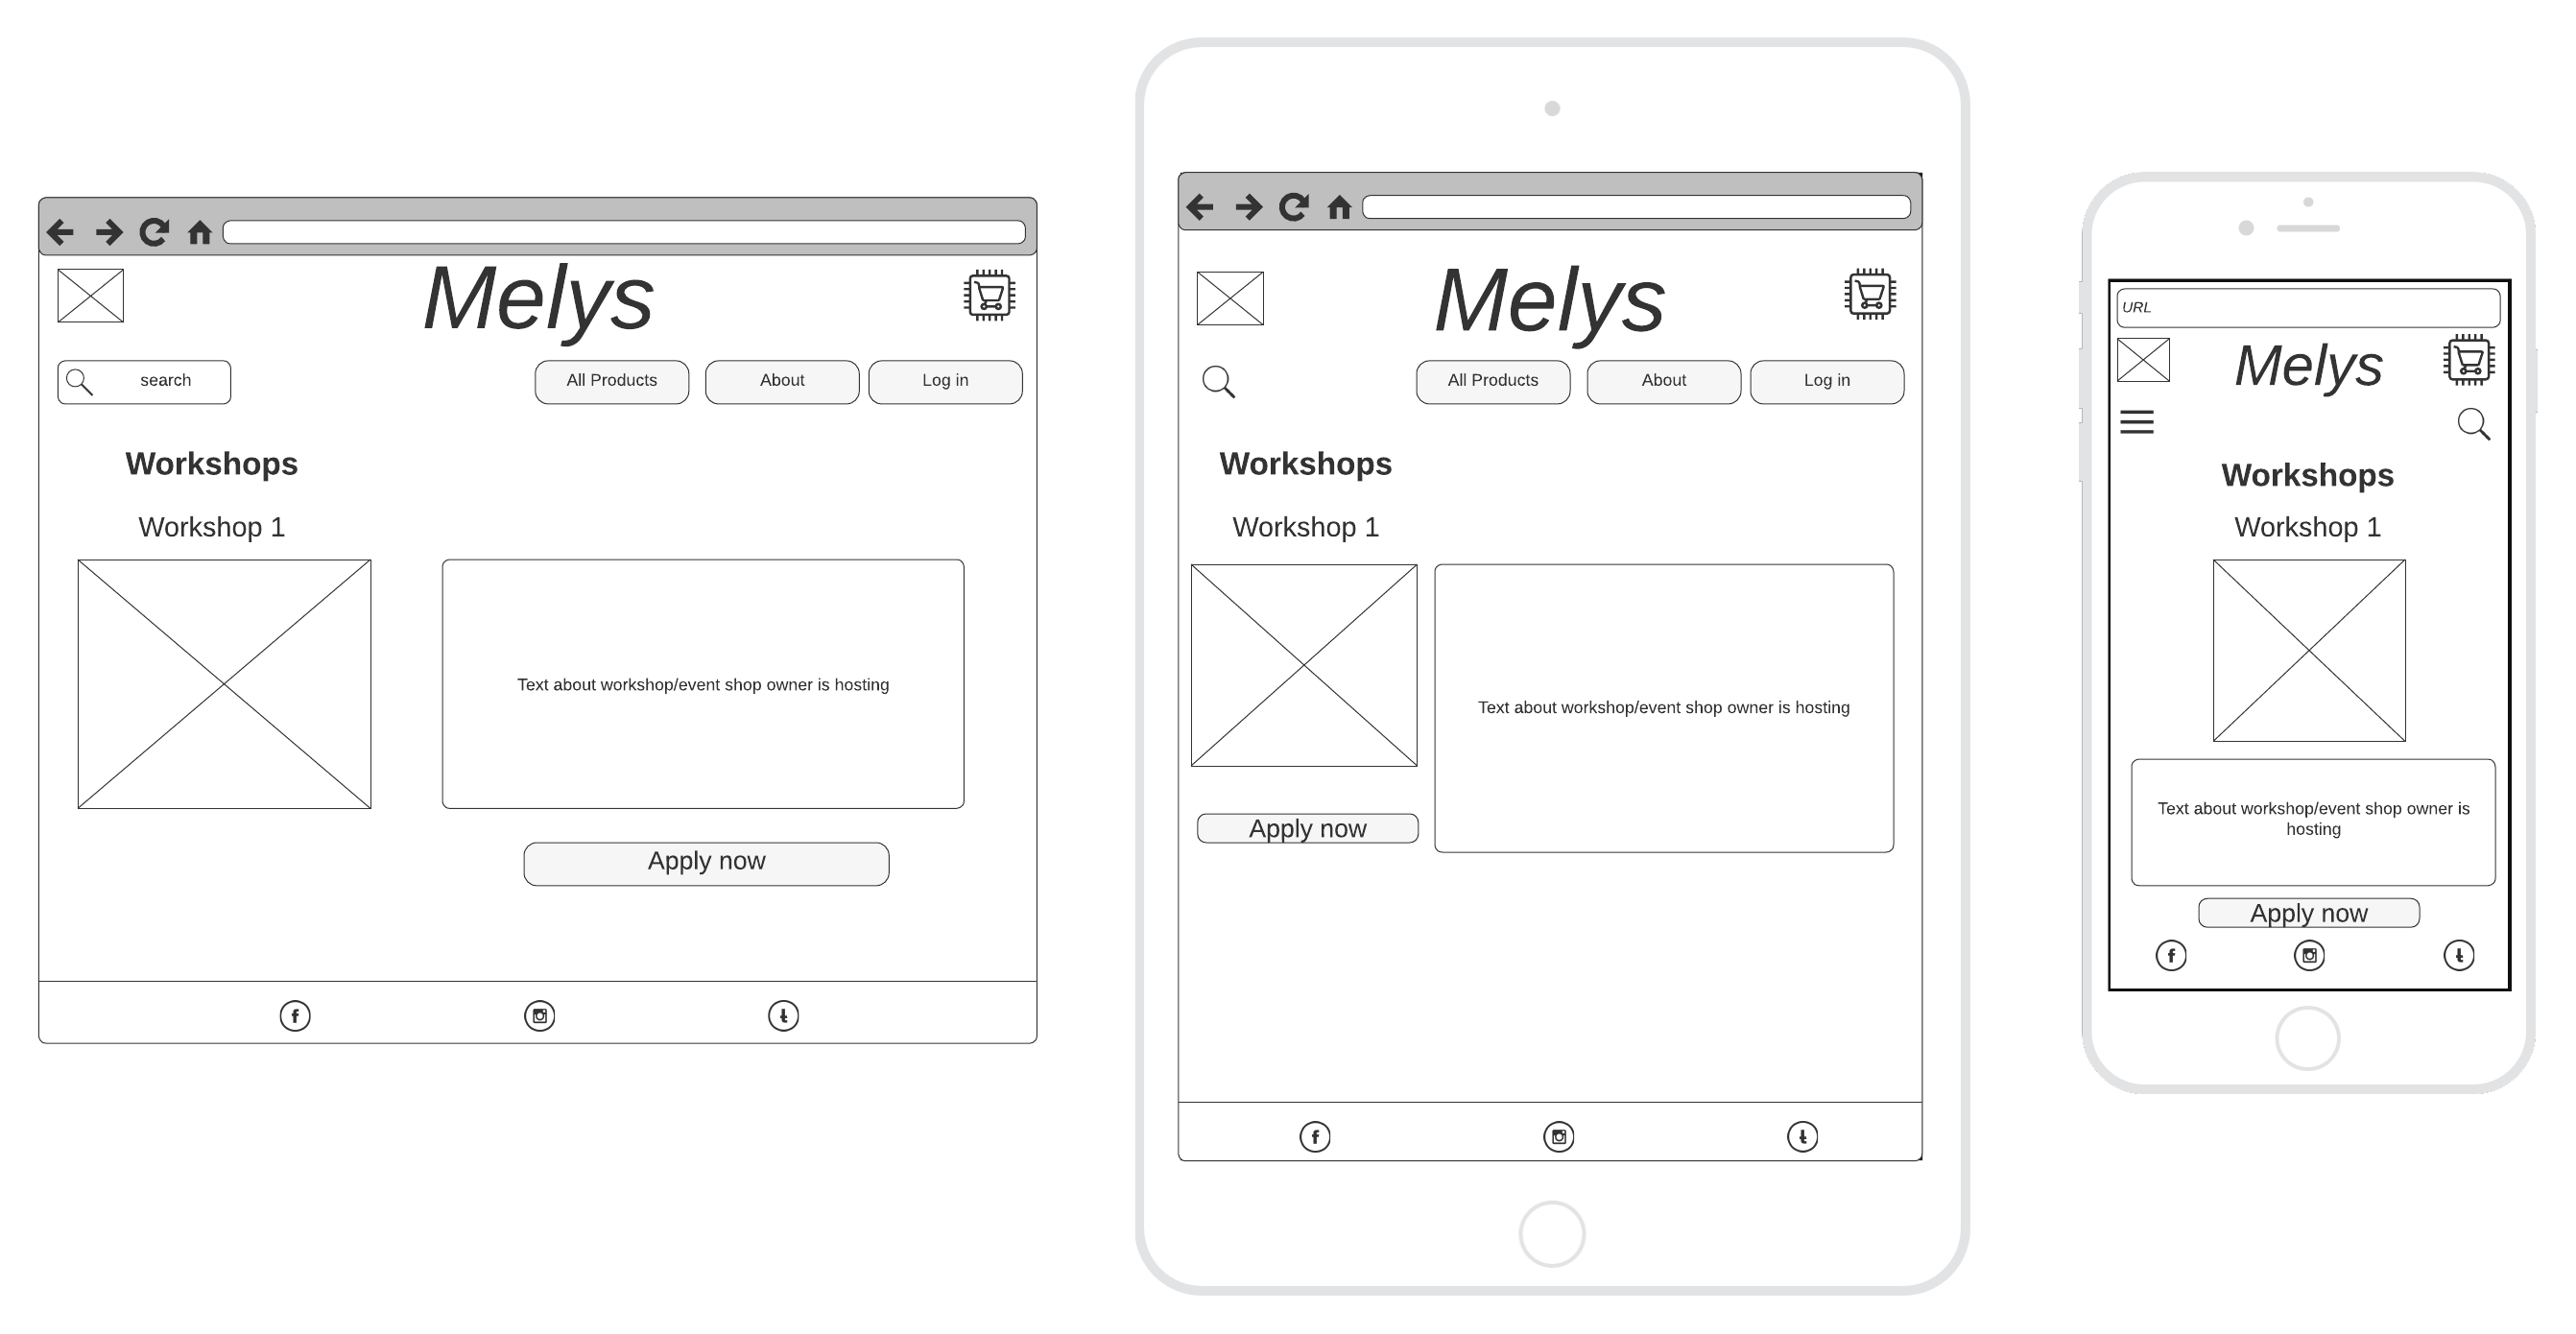 Melys
search
All Products
About
Log in
Workshops
Workshop 1
Text about workshop/event shop owner is hosting
Apply now
Melys
All Products
About
Log in
Workshops
Workshop 1
Text about workshop/event shop owner is hosting
Apply now
URL
Melys
Workshops
Workshop 1
Text about workshop/event shop owner is
hosting
Apply now